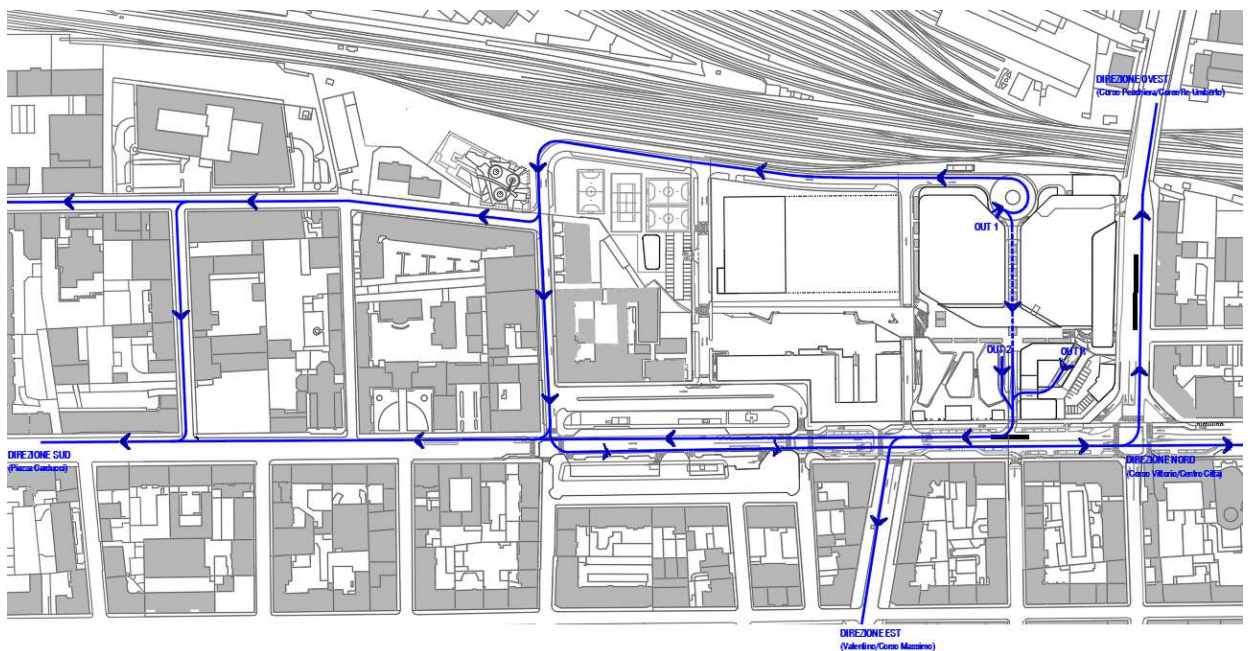 DIREZIONE OVEST
(Corso Peschiera/Corso Re Umberto)
OUT 1
OUT 2
OUT R
DIREZIONE SUD
(Piazza Carducci)
DIREZIONE NORD
(Corso Vittorio/Centro Città)
DIREZIONE EST
(Valentino/Corso Massimo)